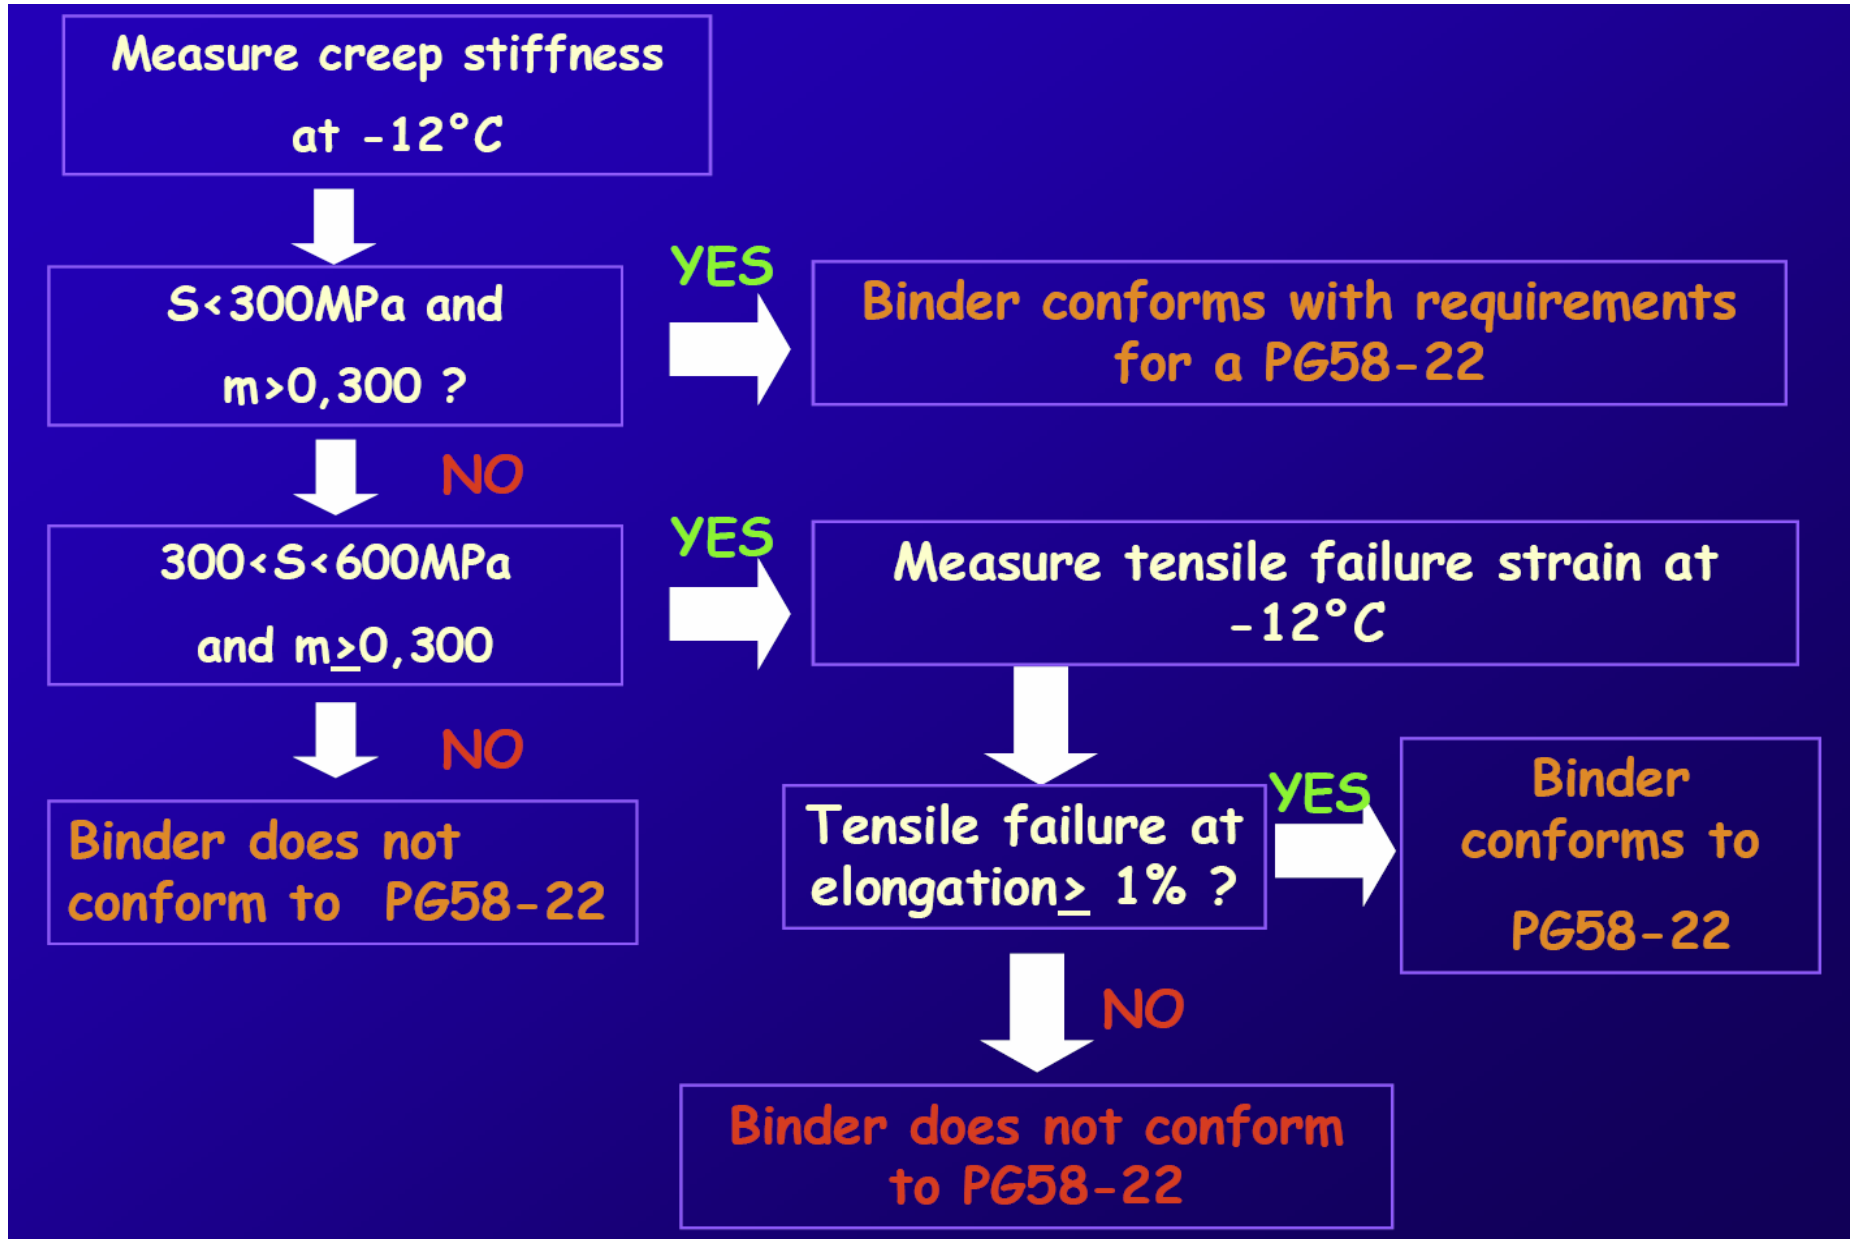 Measure creep stiffness
at -12°C
YES
S<300MPa and
m>0,300 ?
Binder conforms with requirements
for a PG58-22
NO
YES
300<S<600MPa
and m≥0,300
Measure tensile failure strain at
-12°C
NO
Binder does not
conform to PG58-22
Tensile failure at
elongation≥ 1% ?
YES
Binder
conforms to
PG58-22
NO
Binder does not conform
to PG58-22